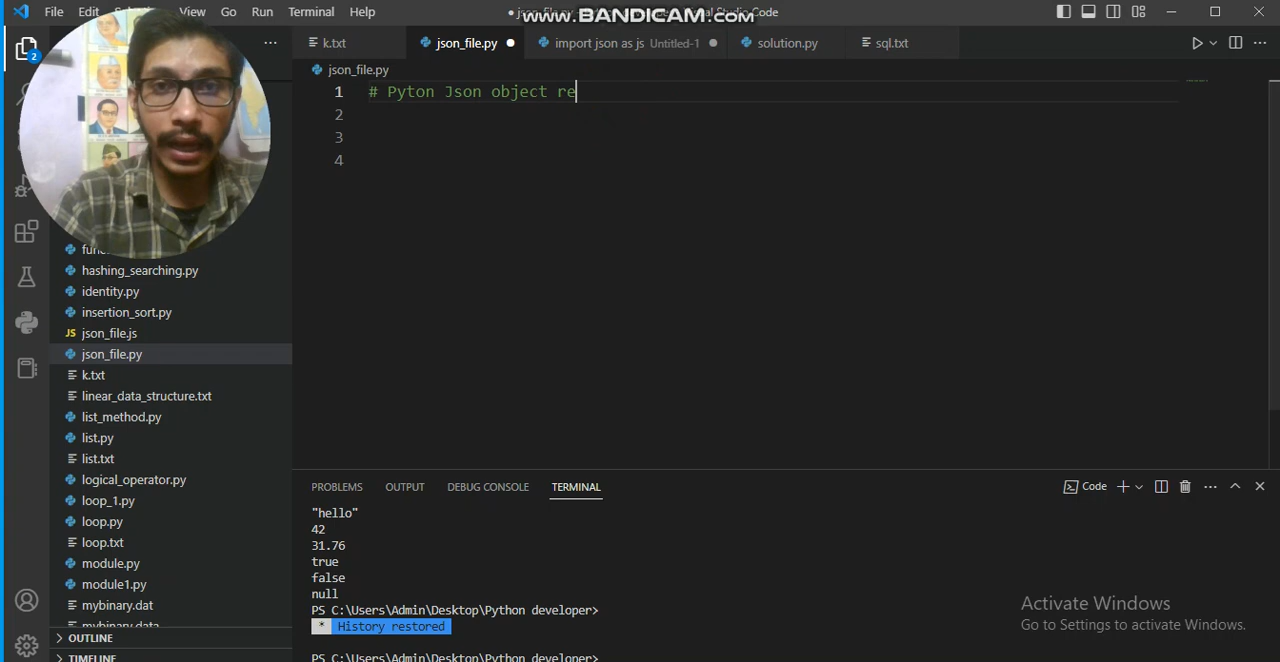 File Edit Selection View Go Run Terminal Help
www.BANDICAM.com
k.txt json_file.py import json as js Untitled-1 solution.py sql.txt
2
json_file.py
1 # Pyton Json object re
2
3
4
hashing_searching.py
identity.py
insertion_sort.py
JS json_file.js
json_file.py
k.txt
linear_data_structure.txt
list_method.py
list.py
list.txt
logical_operator.py
loop_1.py
loop.py
loop.txt
module.py
module1.py
mybinary.dat
mybinary.data
OUTLINE
TIMELINE
PROBLEMS OUTPUT DEBUG CONSOLE TERMINAL
Code
"hello"
42
31.76
true
false
null
PS C:\Users\Admin\Desktop\Python developer>
* History restored
PS C:\Users\Admin\Desktop\Python developer>
Activate Windows
Go to Settings to activate Windows.